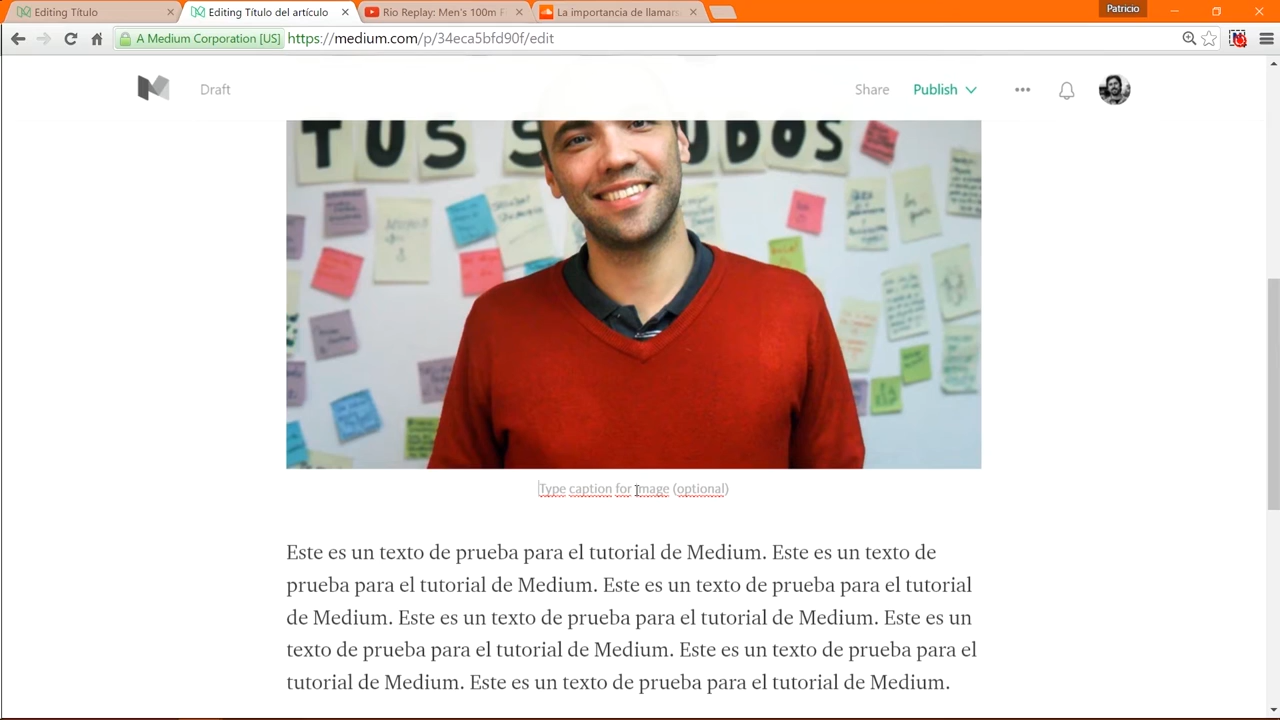 Editing Título
Editing Título del artículo
Rio Replay: Men's 100m Fi
La importancia de llamars
Patricio
A Medium Corporation [US]
https://medium.com/p/34eca5bfd90f/edit
Draft
Share
Publish
TUS S UDOS
Type caption for image (optional)
Este es un texto de prueba para el tutorial de Medium. Este es un texto de
prueba para el tutorial de Medium. Este es un texto de prueba para el tutorial
de Medium. Este es un texto de prueba para el tutorial de Medium. Este es un
texto de prueba para el tutorial de Medium. Este es un texto de prueba para el
tutorial de Medium. Este es un texto de prueba para el tutorial de Medium.